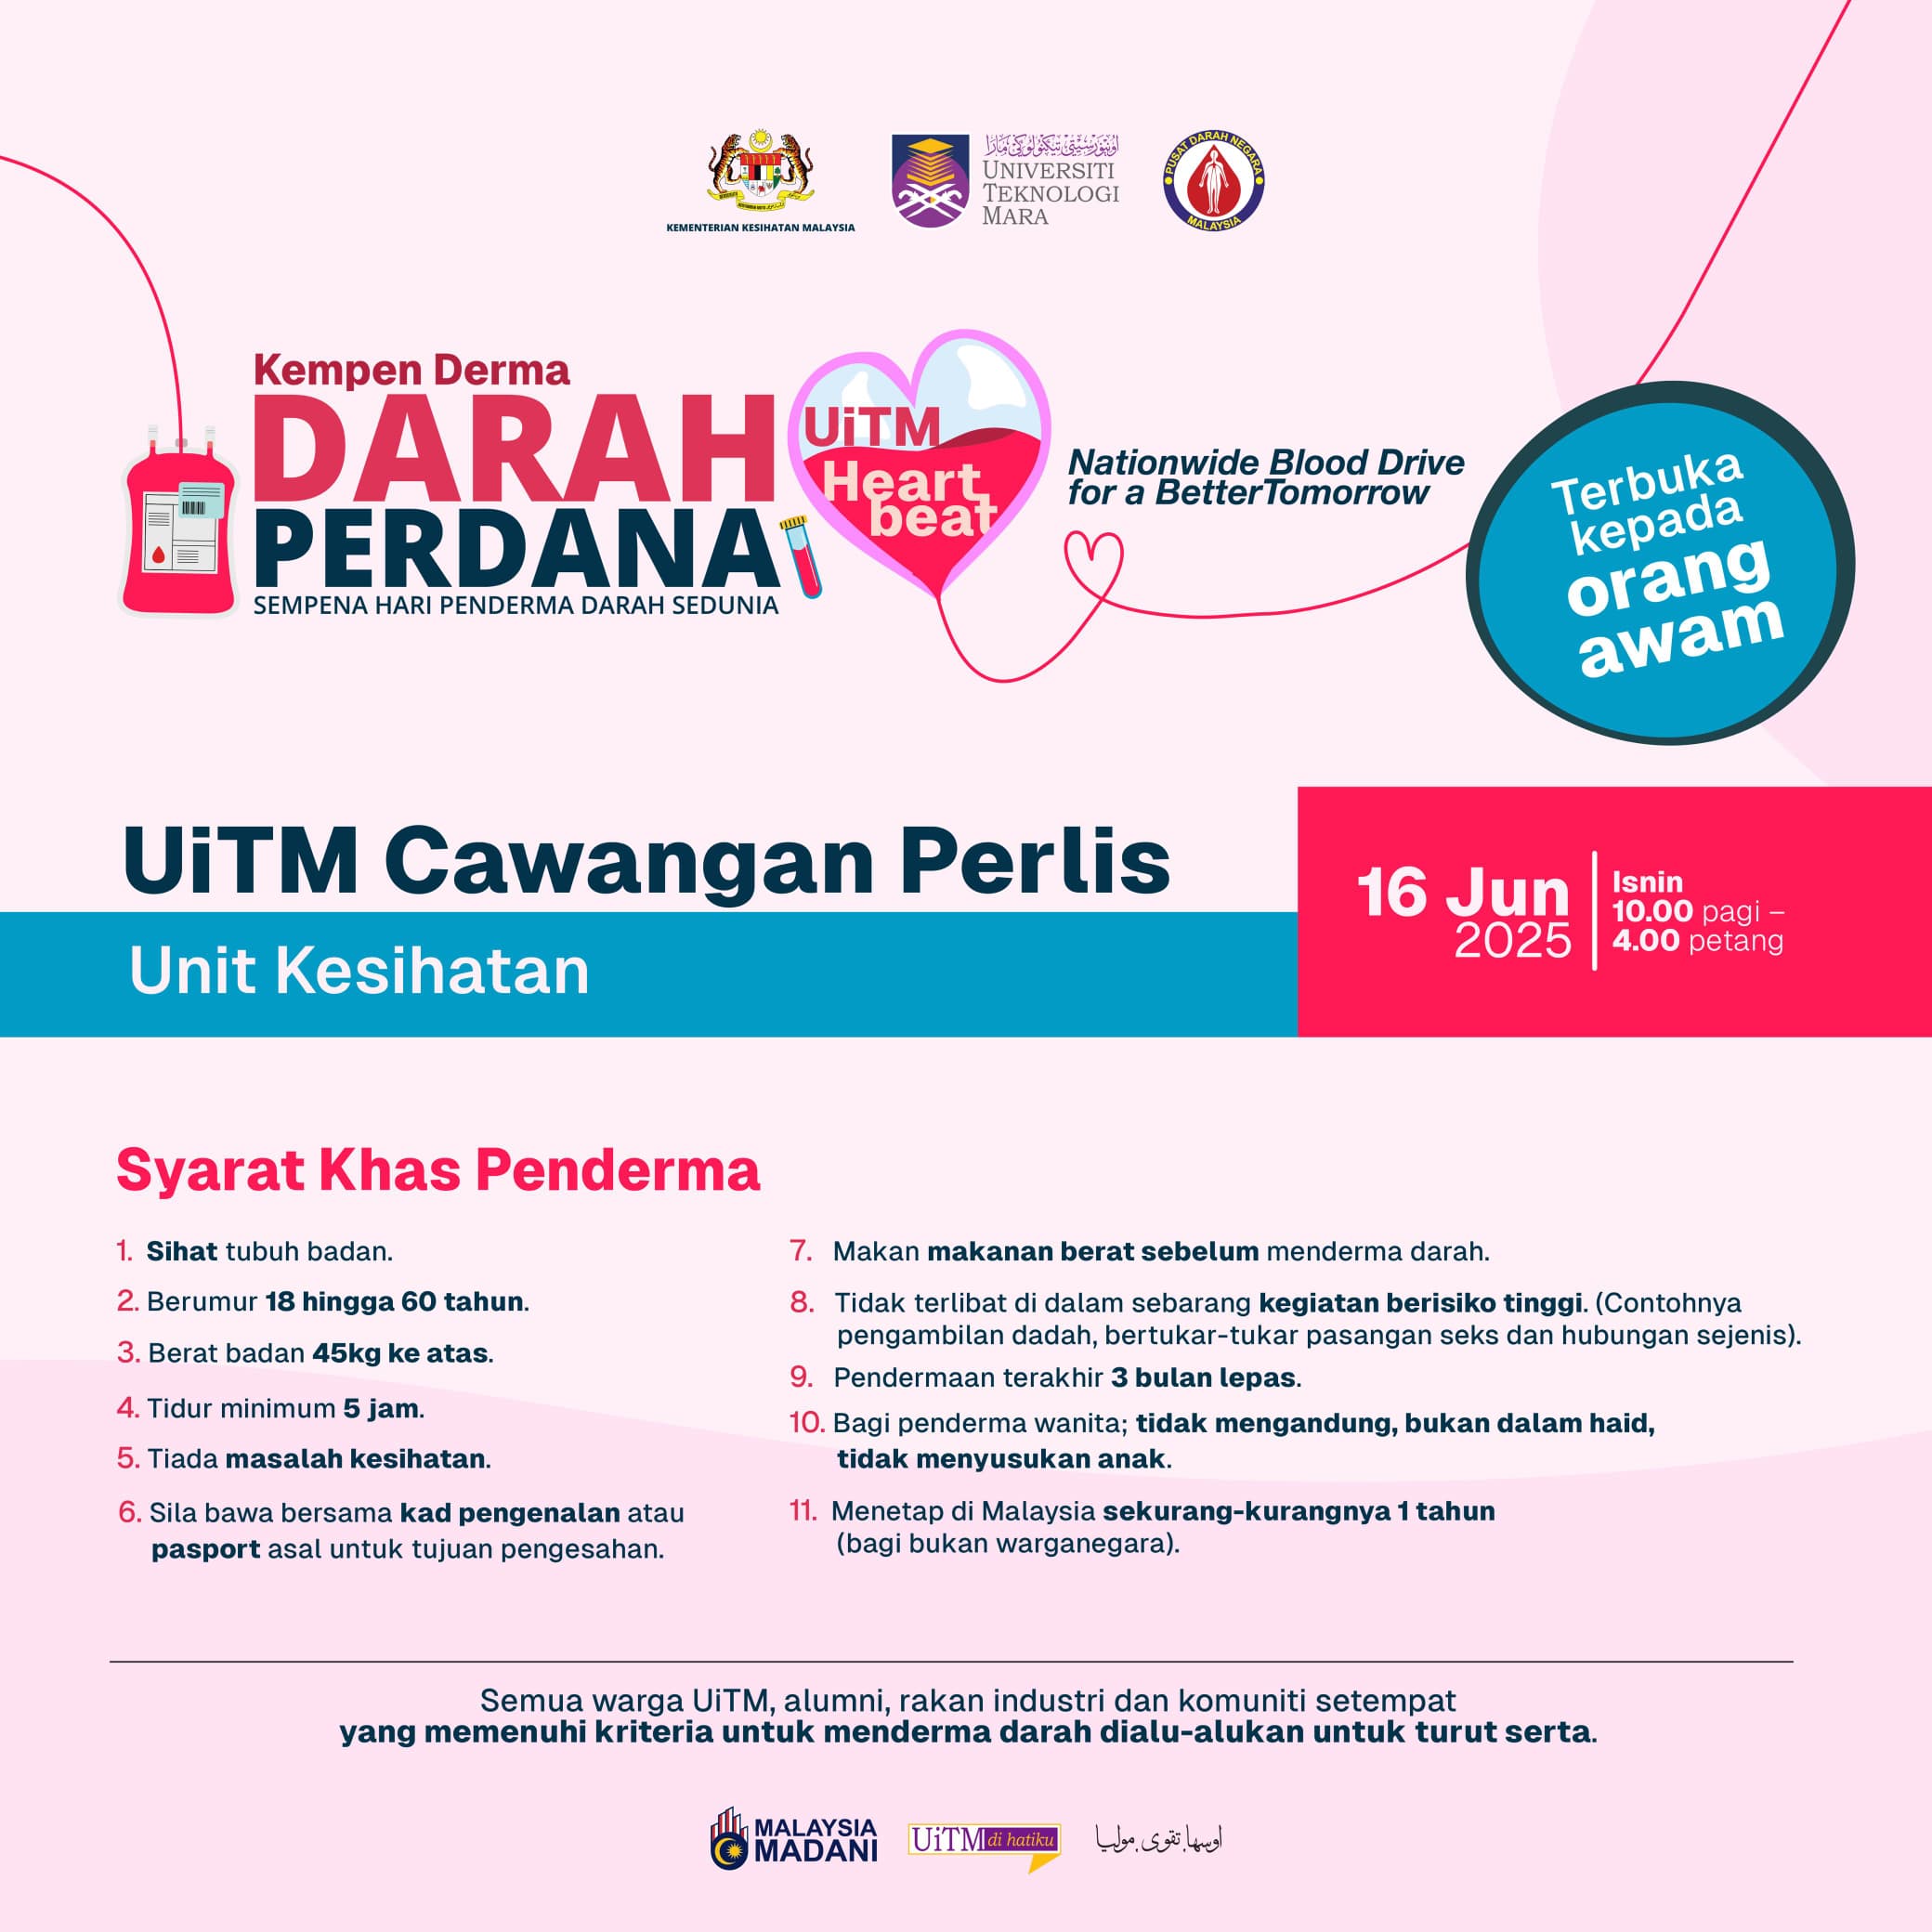 KEMENTERIAN KESIHATAN MALAYSIA
اونيۏرسيتي تيكنولوݢي مارا
UNIVERSITI
TEKNOLOGI
MARA
PUSAT DARAH NEGARA
MALAYSIA
Kempen Derma
DARAH
PERDANA
SEMPENA HARI PENDERMA DARAH SEDUNIA
UiTM
Heart
beat
Nationwide Blood Drive
for a BetterTomorrow
Terbuka
kepada
orang
awam
UiTM Cawangan Perlis
Unit Kesihatan
16 Jun
2025
Isnin
10.00 pagi –
4.00 petang
Syarat Khas Penderma
1. Sihat tubuh badan.
2. Berumur 18 hingga 60 tahun.
3. Berat badan 45kg ke atas.
4. Tidur minimum 5 jam.
5. Tiada masalah kesihatan.
6. Sila bawa bersama kad pengenalan atau
pasport asal untuk tujuan pengesahan.
7. Makan makanan berat sebelum menderma darah.
8. Tidak terlibat di dalam sebarang kegiatan berisiko tinggi. (Contohnya
pengambilan dadah, bertukar-tukar pasangan seks dan hubungan sejenis).
9. Pendermaan terakhir 3 bulan lepas.
10. Bagi penderma wanita; tidak mengandung, bukan dalam haid,
tidak menyusukan anak.
11. Menetap di Malaysia sekurang-kurangnya 1 tahun
(bagi bukan warganegara).
Semua warga UiTM, alumni, rakan industri dan komuniti setempat
yang memenuhi kriteria untuk menderma darah dialu-alukan untuk turut serta.
MALAYSIA
MADANI
UiTM di hatiku
اوسها، تقوى، موليا